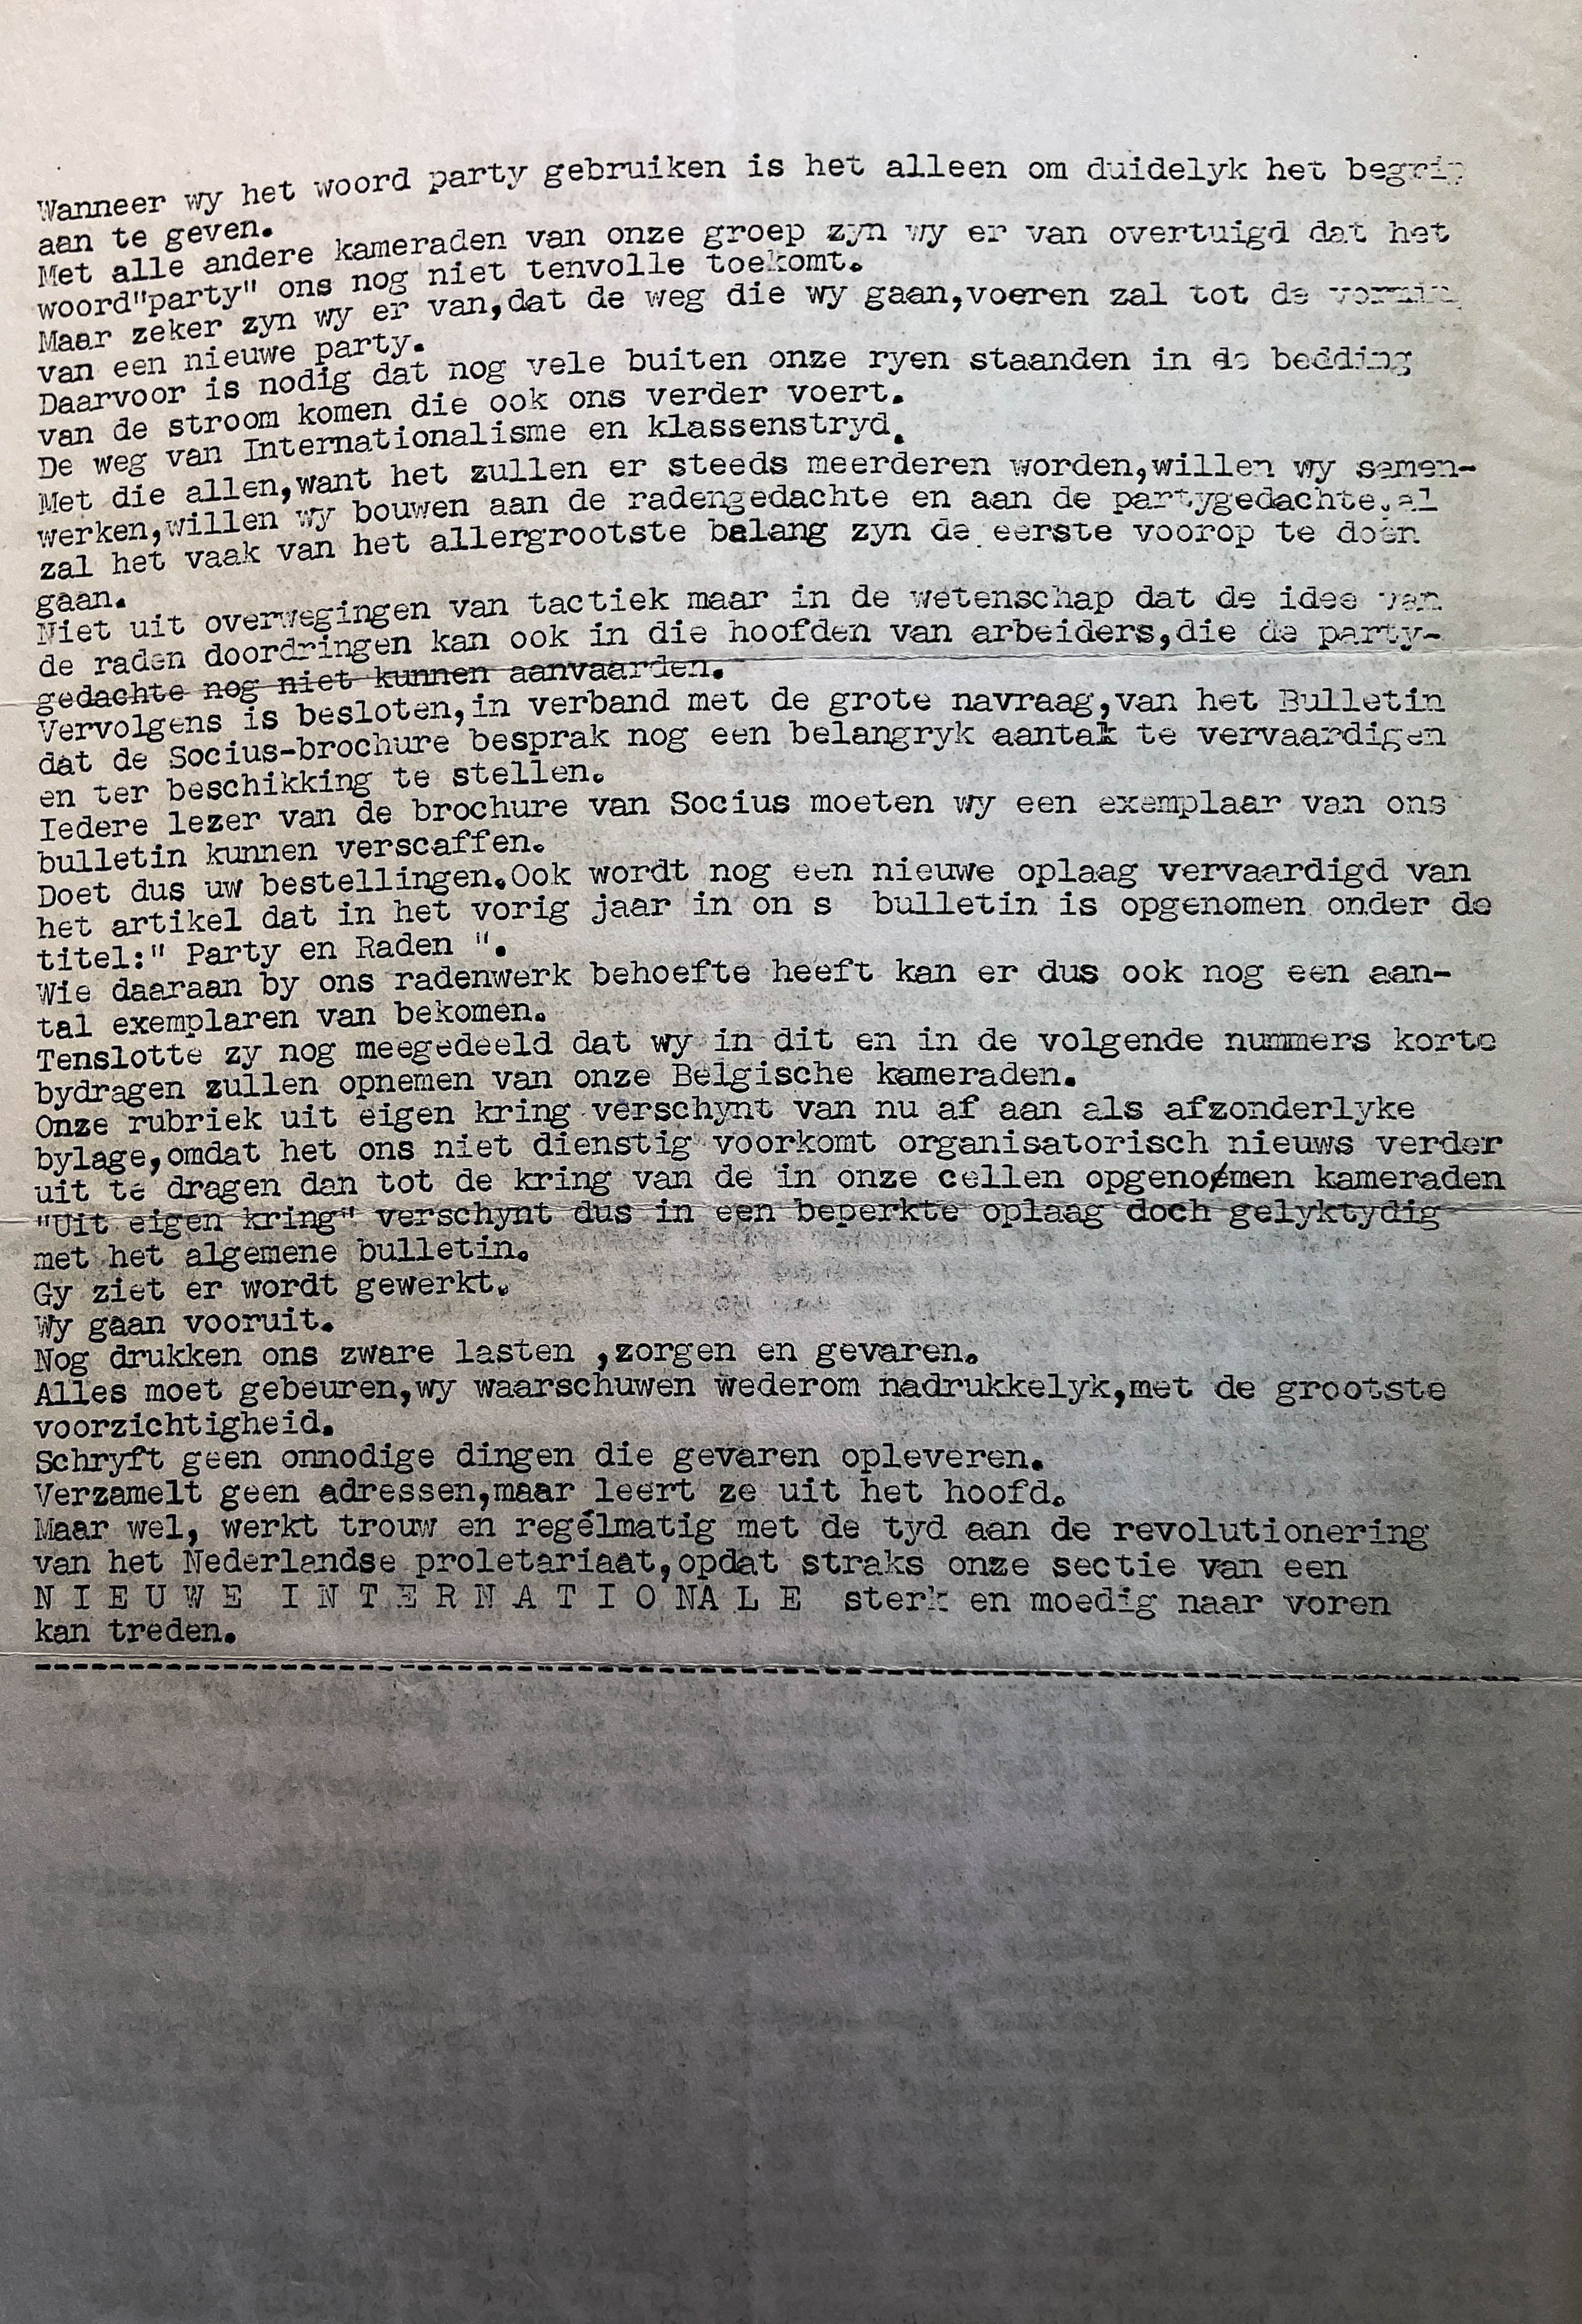 Wanneer wy het woord party gebruiken is het alleen om duidelyk het begrip
aan te geven.
Met alle andere kameraden van onze groep zyn wy er van overtuigd dat het
woord"party" ons nog niet tenvolle toekomt.
Maar zeker zyn wy er van,dat de weg die wy gaan,voeren zal tot de
van een nieuwe party.
Daarvoor is nodig dat nog vele buiten onze ryen staanden in de bedding
van de stroom komen die ook ons verder voert.
De weg van Internationalisme en klassenstryd.
Met die allen,want het zullen er steeds meerderen worden,willen wy samen-
werken,willen wy bouwen aan de radengedachte en aan de partygedachte.al
zal het vaak van het allergrootste belang zyn de eerste voorop te doen
gaan.
Niet uit overwegingen van tactiek maar in de wetenschap dat de idee van
de raden doordringen kan ook in die hoofden van arbeiders,die de party-
gedachte nog niet kunnen aanvaarden.
Vervolgens is besloten,in verband met de grote navraag,van het Bulletin
dat de Socius-brochure besprak nog een belangryk aantal te vervaardigen
en ter beschikking te stellen.
Iedere lezer van de brochure van Socius moeten wy een exemplaar van ons
bulletin kunnen verscaffen.
Doet dus uw bestellingen.Ook wordt nog een nieuwe oplaag vervaardigd van
het artikel dat in het vorig jaar in on s  bulletin is opgenomen onder de
titel:" Party en Raden ".
Wie daaraan by ons radenwerk behoefte heeft kan er dus ook nog een aan-
tal exemplaren van bekomen.
Tenslotte zy nog meegedeeld dat wy in dit en in de volgende nummers korte
bydragen zullen opnemen van onze Belgische kameraden.
Onze rubriek uit eigen kring verschynt van nu af aan als afzonderlyke
bylage,omdat het ons niet dienstig voorkomt organisatorisch nieuws verder
uit te dragen dan tot de kring van de in onze cellen opgenomen kameraden
"Uit eigen kring" verschynt dus in een beperkte oplaag doch gelyktydig
met het algemene bulletin.
Gy ziet er wordt gewerkt.
Wy gaan vooruit.
Nog drukken ons zware lasten ,zorgen en gevaren.
Alles moet gebeuren,wy waarschuwen wederom nadrukkelyk,met de grootste
voorzichtigheid.
Schryft geen onnodige dingen die gevaren opleveren.
Verzamelt geen adressen,maar leert ze uit het hoofd.
Maar wel, werkt trouw en regelmatig met de tyd aan de revolutionering
van het Nederlandse proletariaat,opdat straks onze sectie van een
N I E U W E  I N T E R N A T I O N A L E  sterk en moedig naar voren
kan treden.